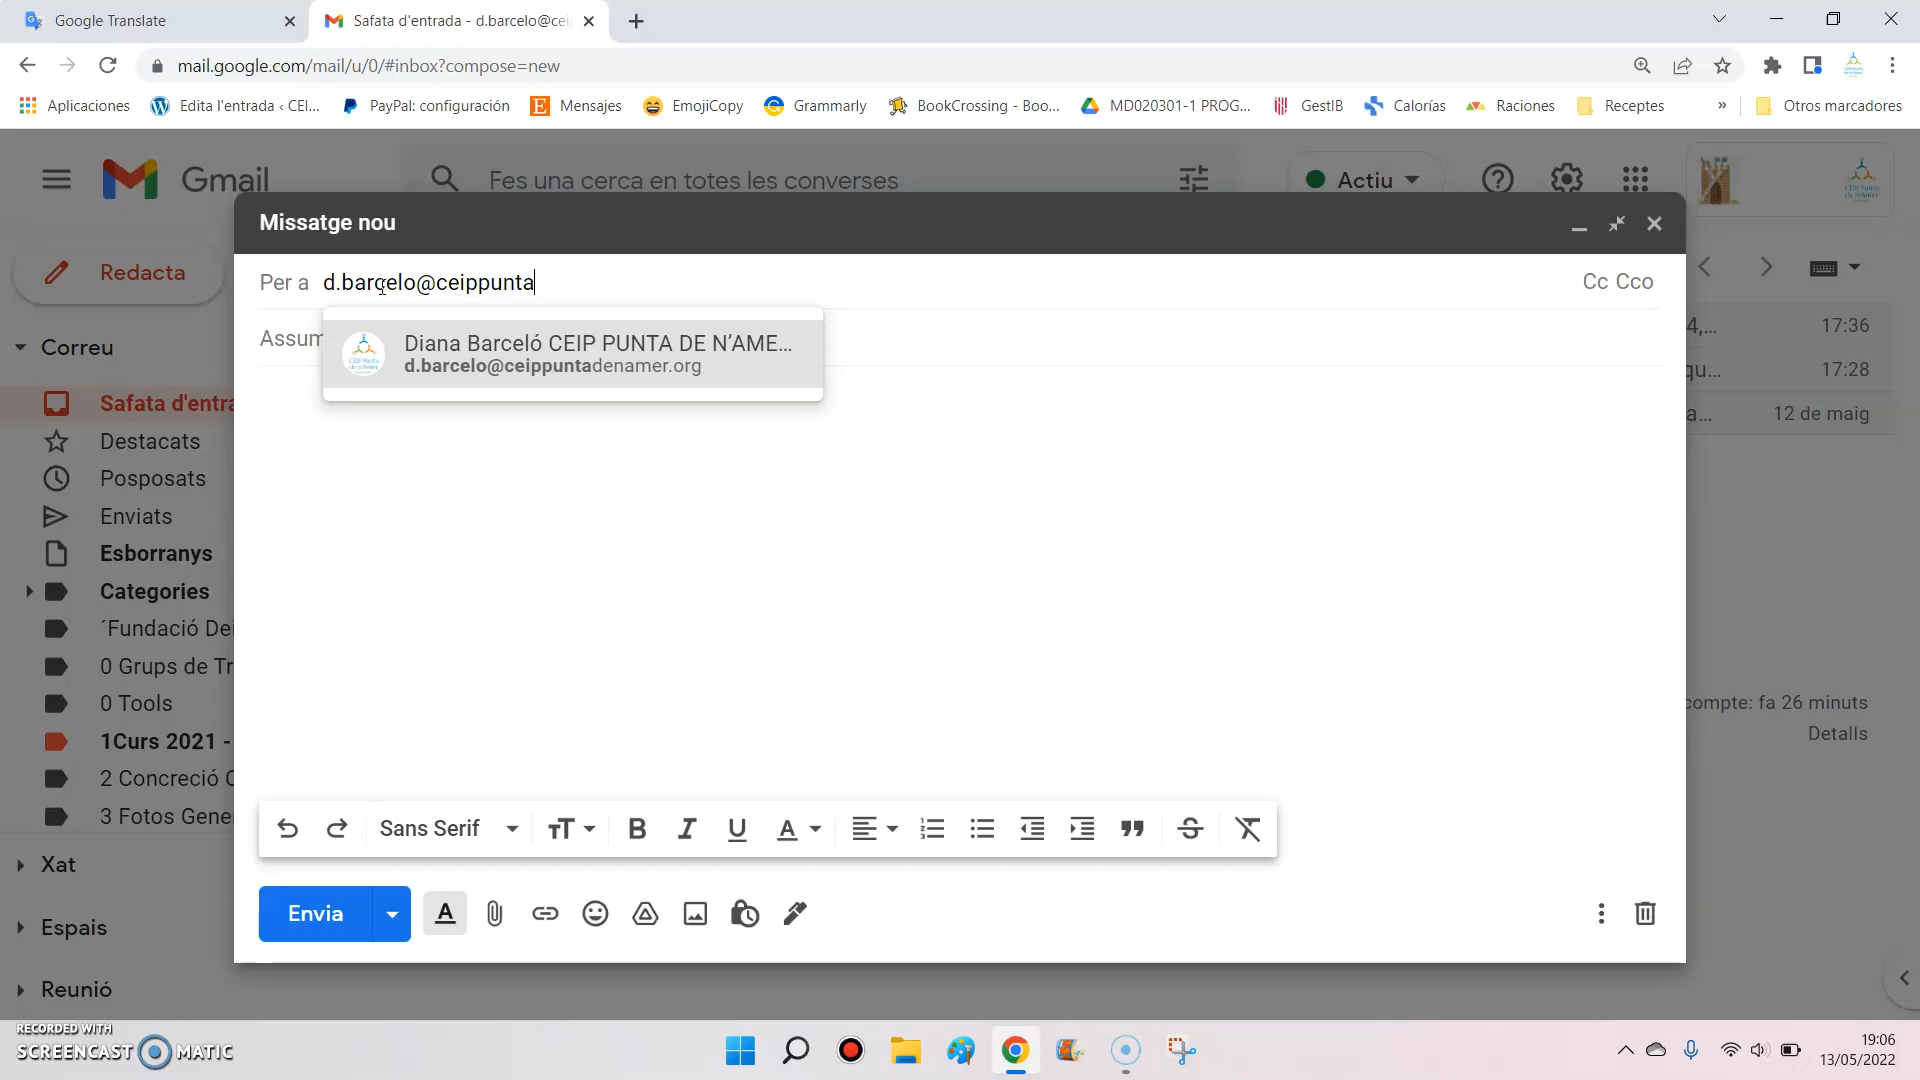 Google Translate
Safata d'entrada - d.barcelo@cei
mail.google.com/mail/u/0/#inbox?compose=new
Aplicaciones
Edita l'entrada ‹ CEI...
PayPal: configuración
Mensajes
EmojiCopy
Grammarly
BookCrossing - Boo...
MD020301-1 PROG...
GestIB
Calorías
Raciones
Receptes
»
Otros marcadores
Gmail
Fes una cerca en totes les converses
Actiu
Missatge nou
Redacta
Per a d.barcelo@ceippunta
Cc Cco
Assum
Diana Barceló CEIP PUNTA DE N’AME...
d.barcelo@ceippuntadenamer.org
4,...
17:36
qu...
17:28
a...
12 de maig
Correu
Safata d'entra
Destacats
Posposats
Enviats
Esborranys
Categories
´Fundació Dei
0 Grups de Tr
0 Tools
1Curs 2021 -
2 Concreció C
3 Fotos Gene
Xat
Espais
Reunió
compte: fa 26 minuts
Detalls
Sans Serif
Envia
RECORDED WITH
SCREENCAST MATIC
19:06
13/05/2022